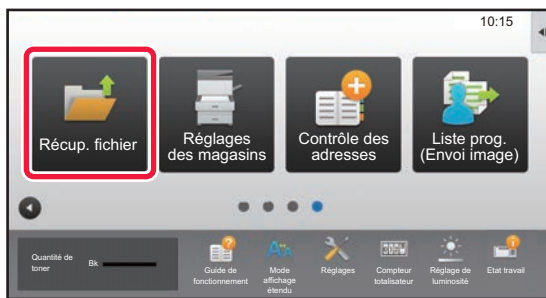 10:15
Récup. fichier
Réglages
des magasins
Contrôle des
adresses
Liste prog.
(Envoi image)
Quantité de
toner
Bk
Guide de
fonctionnement
Mode
affichage
étendu
Réglages
Compteur
totalisateur
Réglage de
luminosité
Etat travail